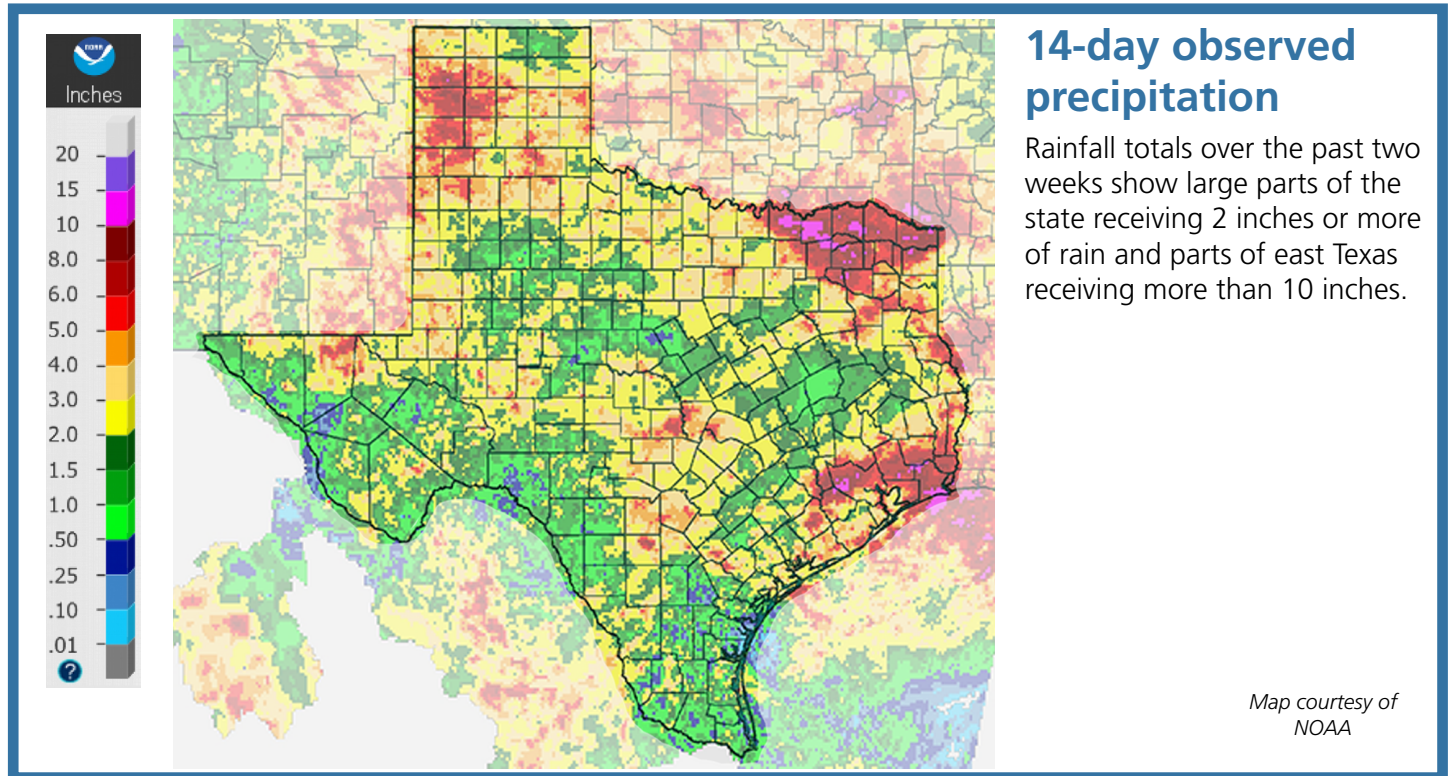 NOAA
Inches
20
15
10
8.0
6.0
5.0
4.0
3.0
2.0
1.5
1.0
.50
.25
.10
.01
?
14-day observed
precipitation
Rainfall totals over the past two
weeks show large parts of the
state receiving 2 inches or more
of rain and parts of east Texas
receiving more than 10 inches.
Map courtesy of
NOAA